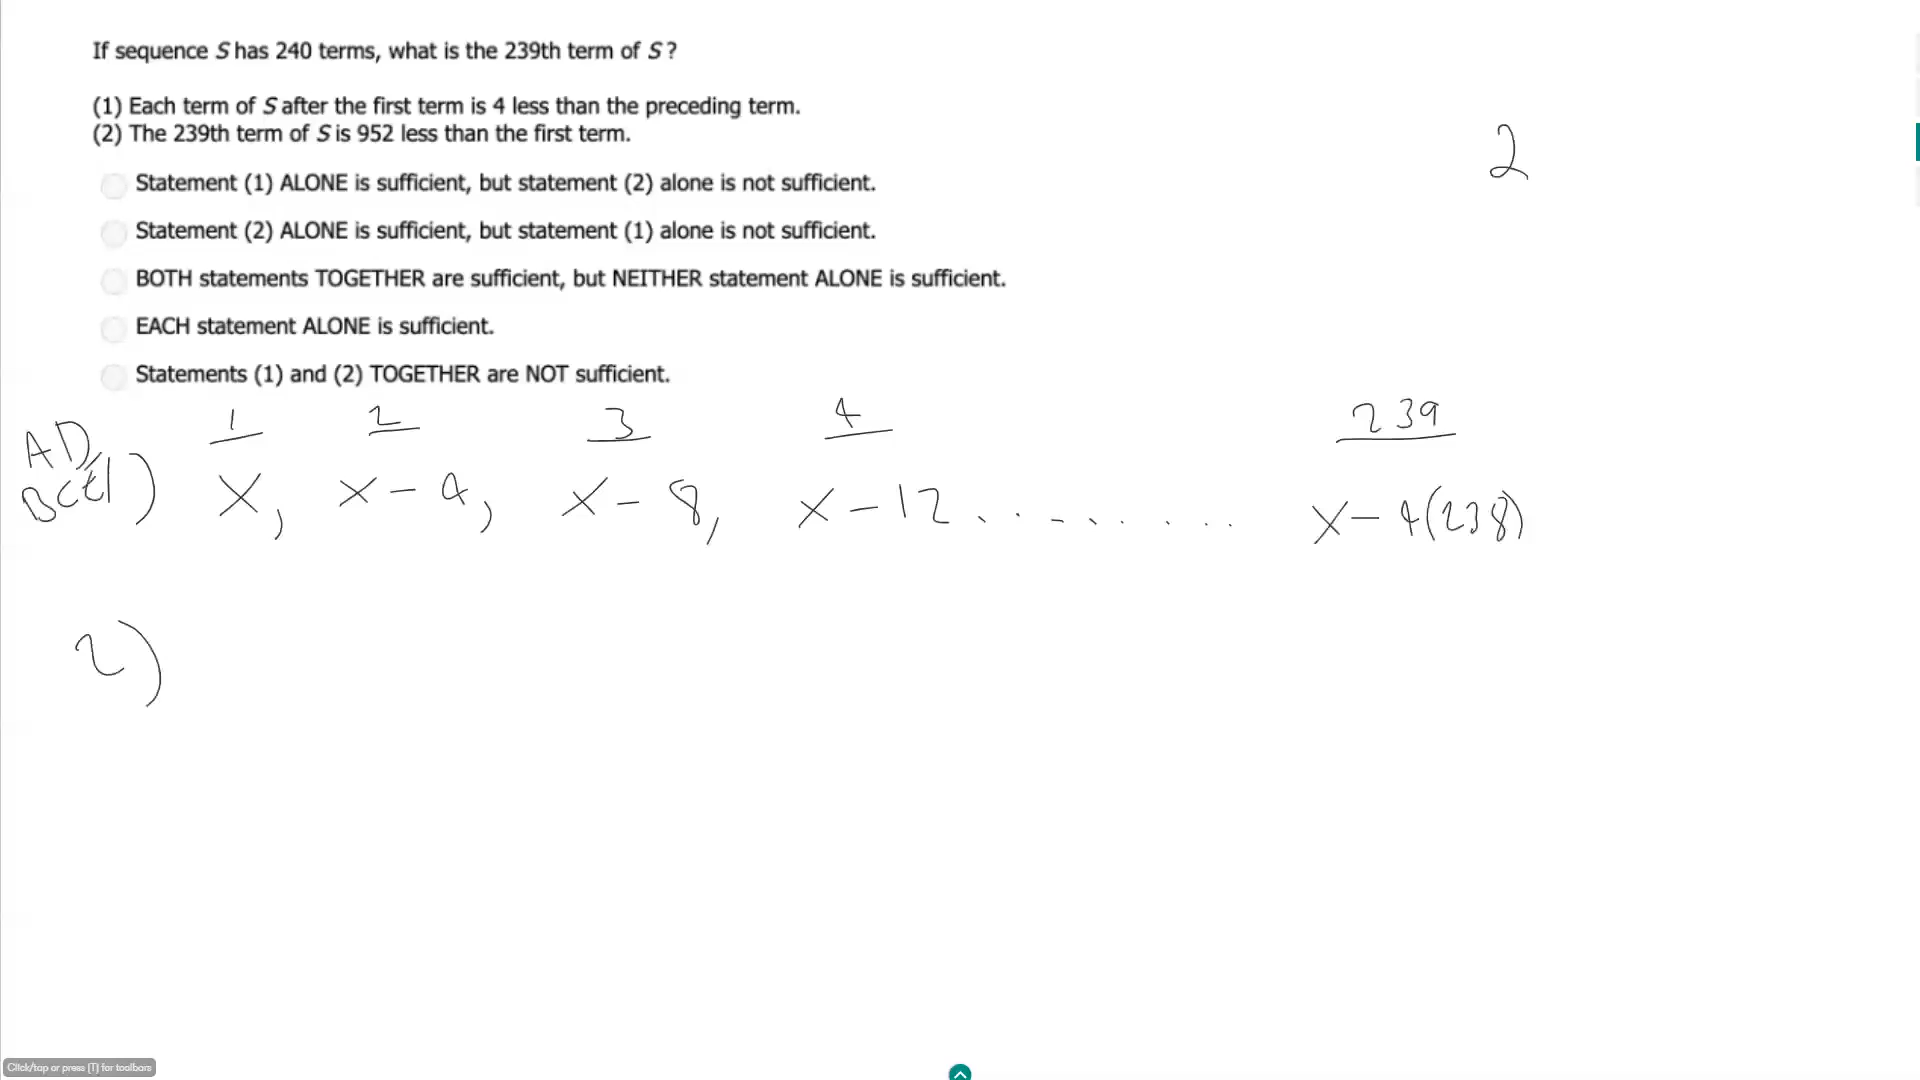 If sequence S has 240 terms, what is the 239th term of S?
(1) Each term of S after the first term is 4 less than the preceding term.
(2) The 239th term of S is 952 less than the first term.
2
Statement (1) ALONE is sufficient, but statement (2) alone is not sufficient.
Statement (2) ALONE is sufficient, but statement (1) alone is not sufficient.
BOTH statements TOGETHER are sufficient, but NEITHER statement ALONE is sufficient.
EACH statement ALONE is sufficient.
Statements (1) and (2) TOGETHER are NOT sufficient.
1 2 3 4 239
AD
BCE1) x, x-4, x-8, x-12......... x-4(238)
2)
Click/tap or press [T] for toolbars